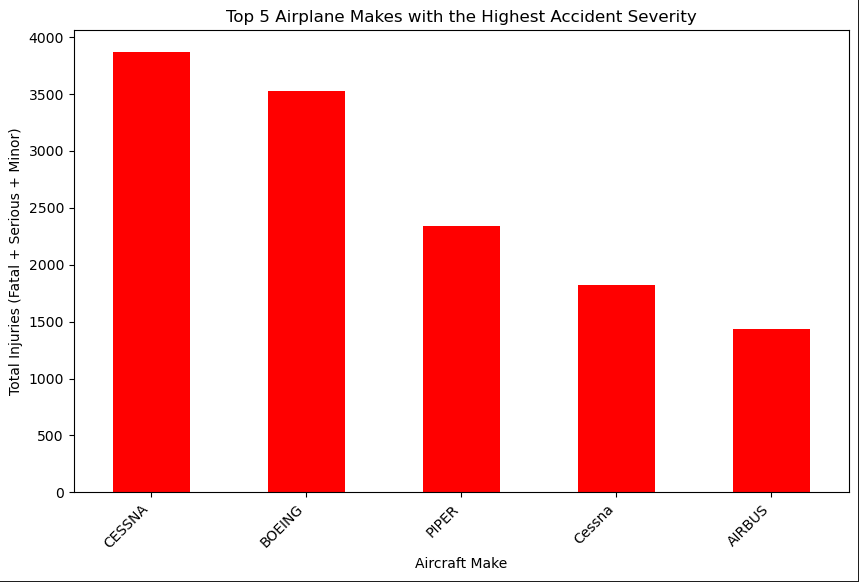 Top 5 Airplane Makes with the Highest Accident Severity
Total Injuries (Fatal + Serious + Minor)
4000
3500
3000
2500
2000
1500
1000
500
0
CESSNA
BOEING
PIPER
Cessna
AIRBUS
Aircraft Make